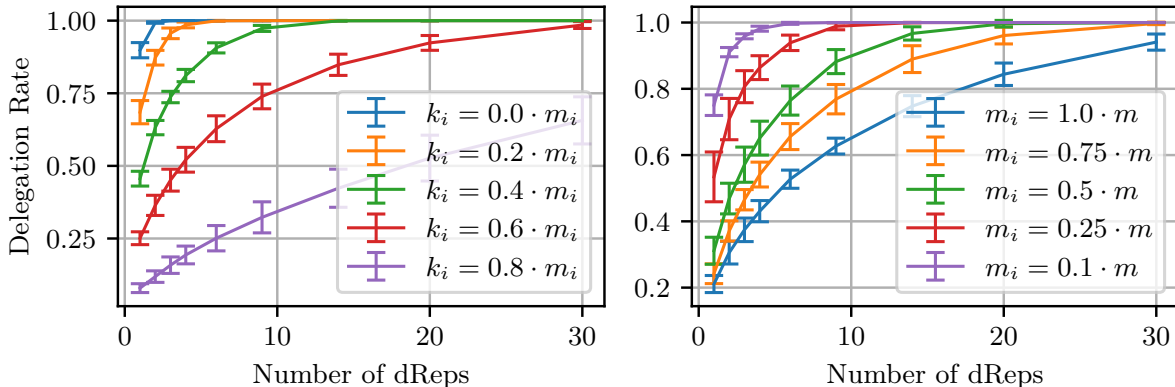 Delegation Rate
1.00
0.75
0.50
0.25
0
10
20
30
Number of dReps
k_i = 0.0 · m_i
k_i = 0.2 · m_i
k_i = 0.4 · m_i
k_i = 0.6 · m_i
k_i = 0.8 · m_i
1.0
0.8
0.6
0.4
0.2
0
10
20
30
Number of dReps
m_i = 1.0 · m
m_i = 0.75 · m
m_i = 0.5 · m
m_i = 0.25 · m
m_i = 0.1 · m